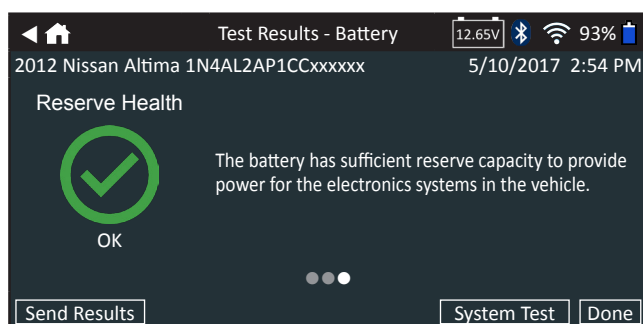 Test Results - Battery 12.65V 93%
2012 Nissan Altima 1N4AL2AP1CCxxxxxx 5/10/2017 2:54 PM
Reserve Health
The battery has sufficient reserve capacity to provide
power for the electronics systems in the vehicle.
OK
Send Results System Test Done